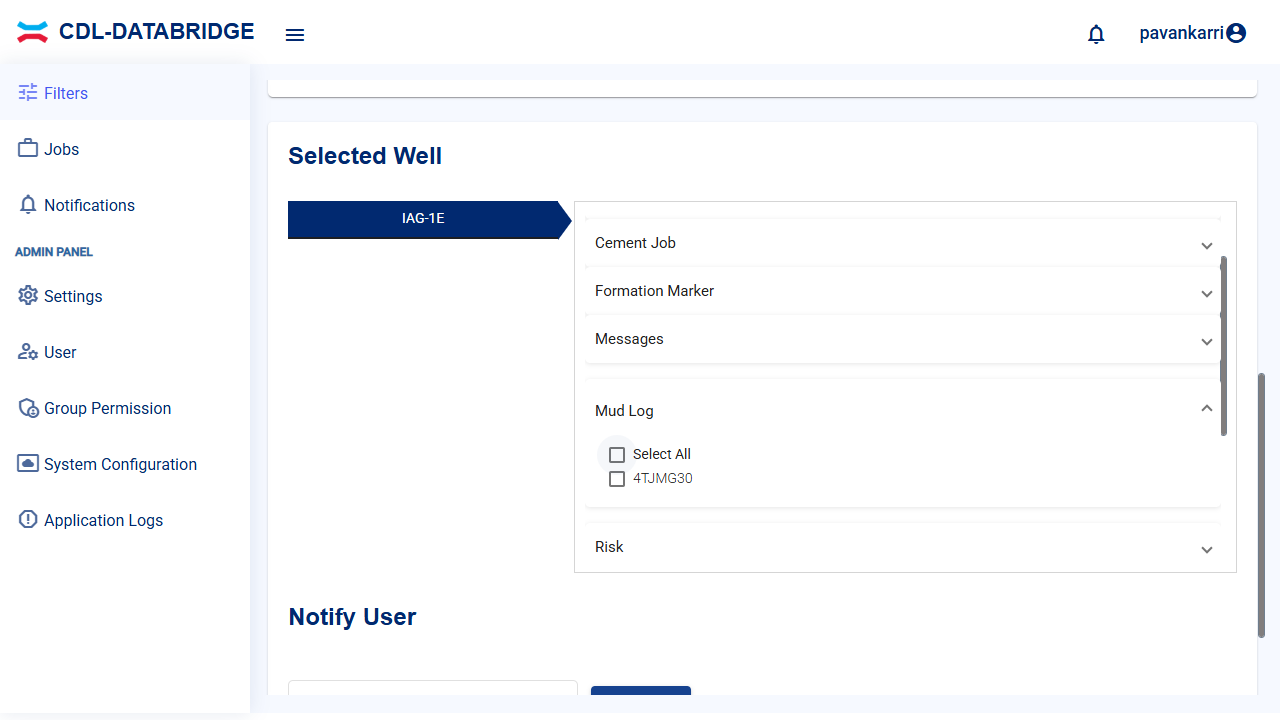 CDL-DATABRIDGE
pavankarri
Filters
Jobs
Notifications
ADMIN PANEL
Settings
User
Group Permission
System Configuration
Application Logs
Selected Well
IAG-1E
Cement Job
Formation Marker
Messages
Mud Log
Select All
4TJMG30
Risk
Notify User